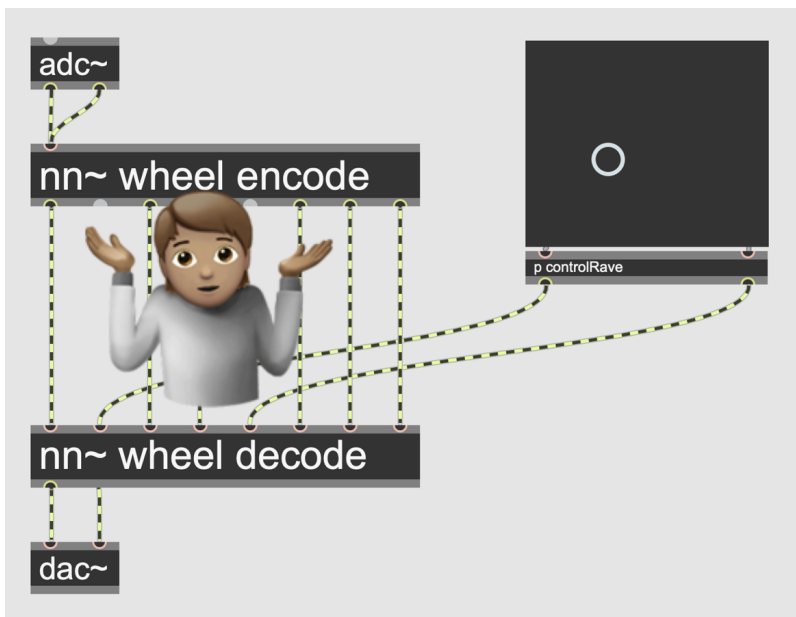 adc~
nn~ wheel encode
p controlRave
nn~ wheel decode
dac~